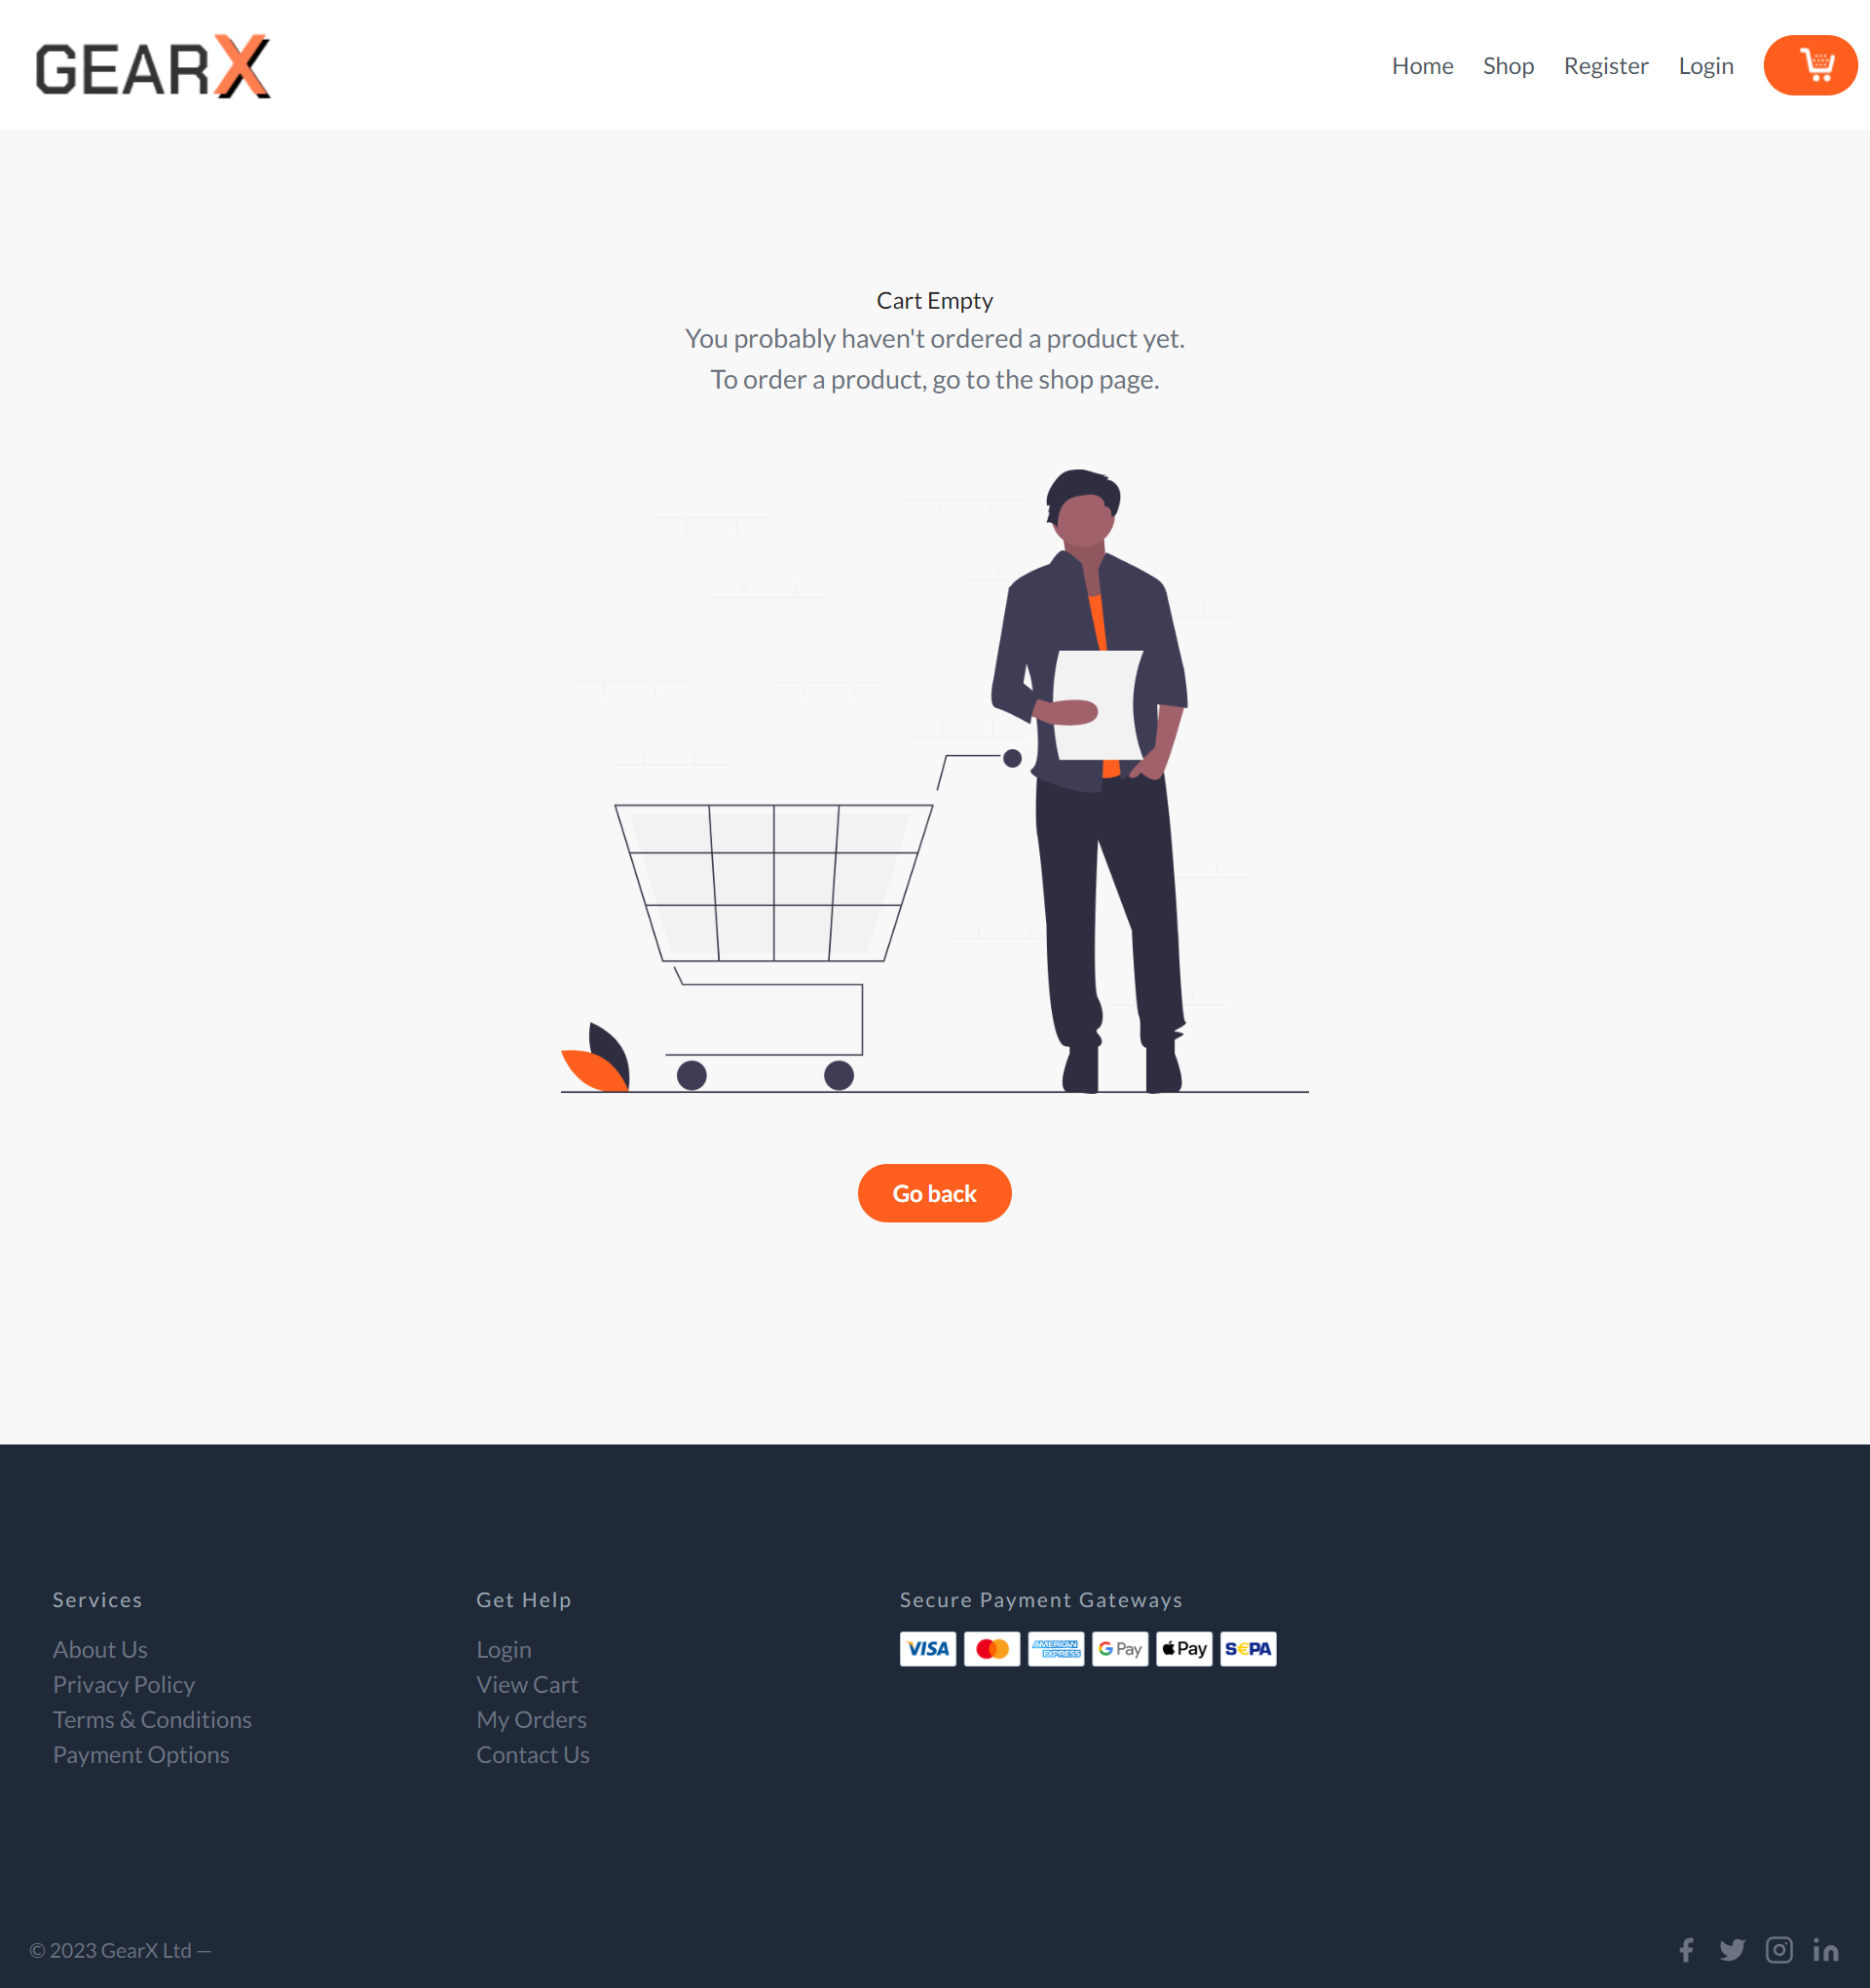 GEARX
Home Shop Register Login
Cart Empty
You probably haven't ordered a product yet.
To order a product, go to the shop page.
Go back
Services
About Us
Privacy Policy
Terms & Conditions
Payment Options
Get Help
Login
View Cart
My Orders
Contact Us
Secure Payment Gateways
VISA AMERICAN EXPRESS G Pay Pay S€PA
© 2023 GearX Ltd —